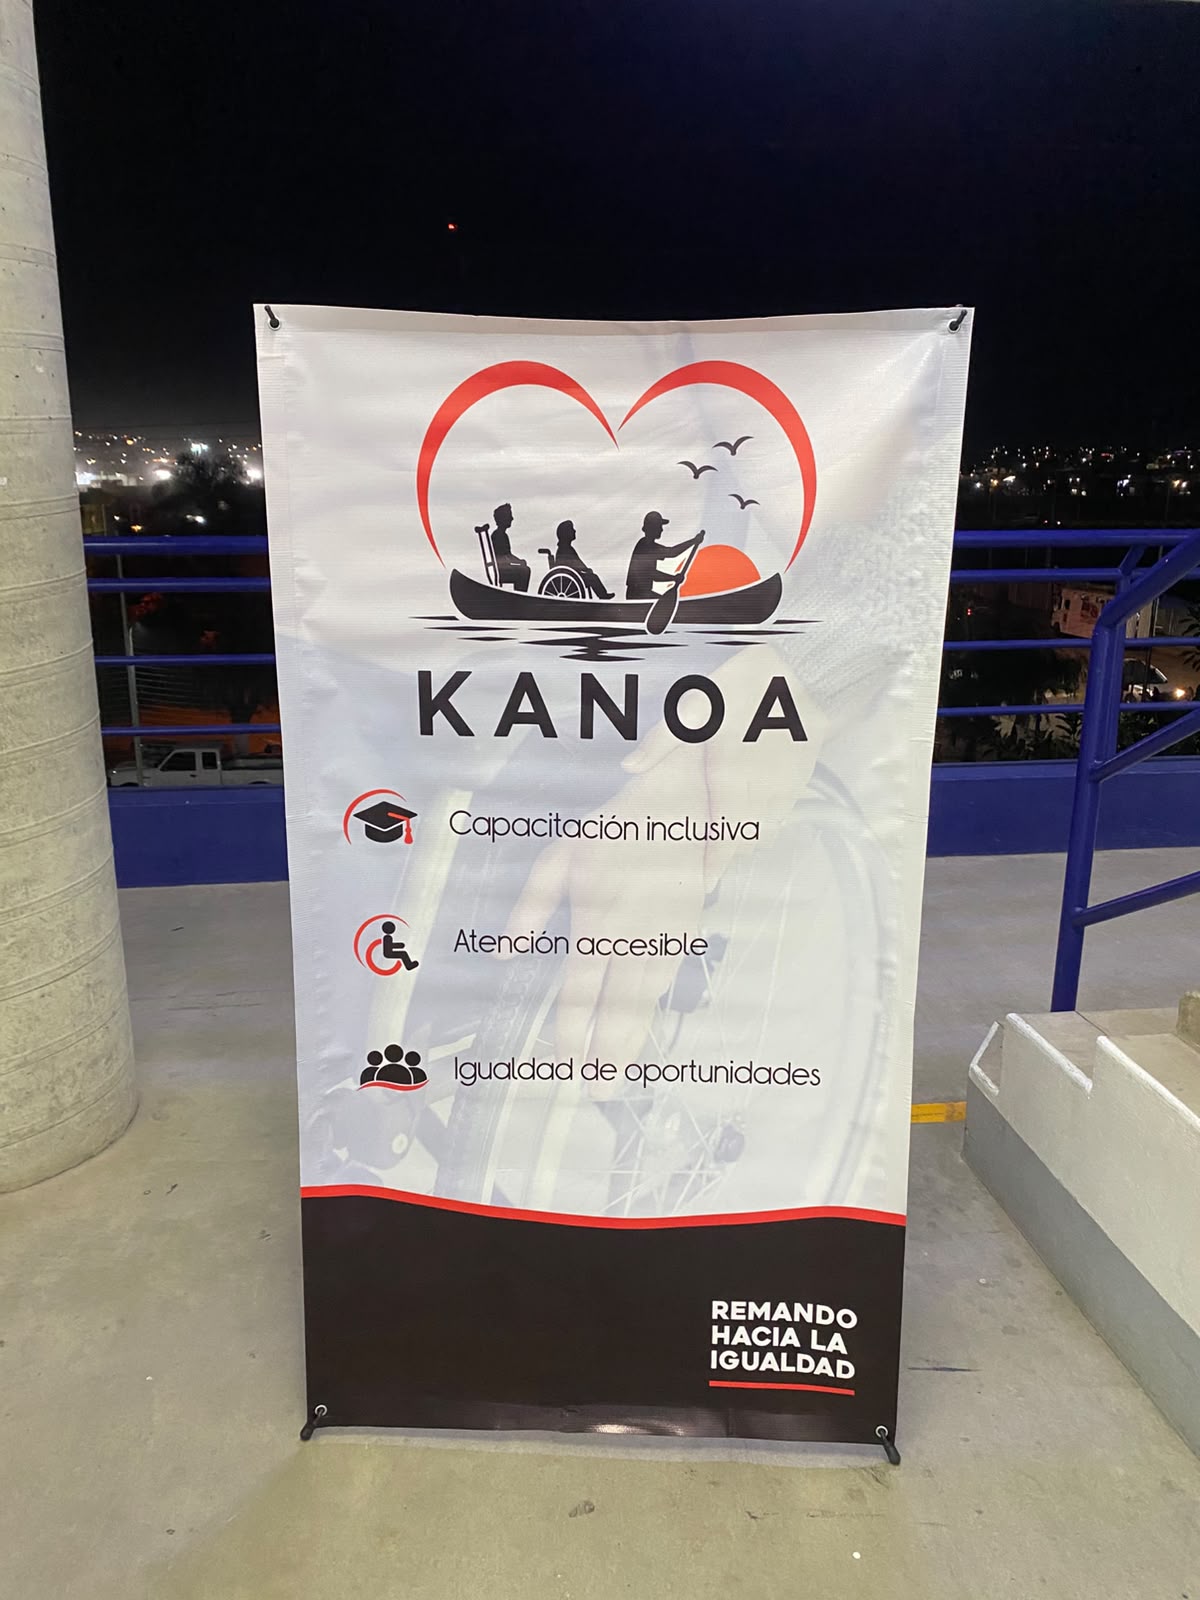 KANOA
Capacitación inclusiva
Atención accesible
Igualdad de oportunidades
REMANDO
HACIA LA
IGUALDAD